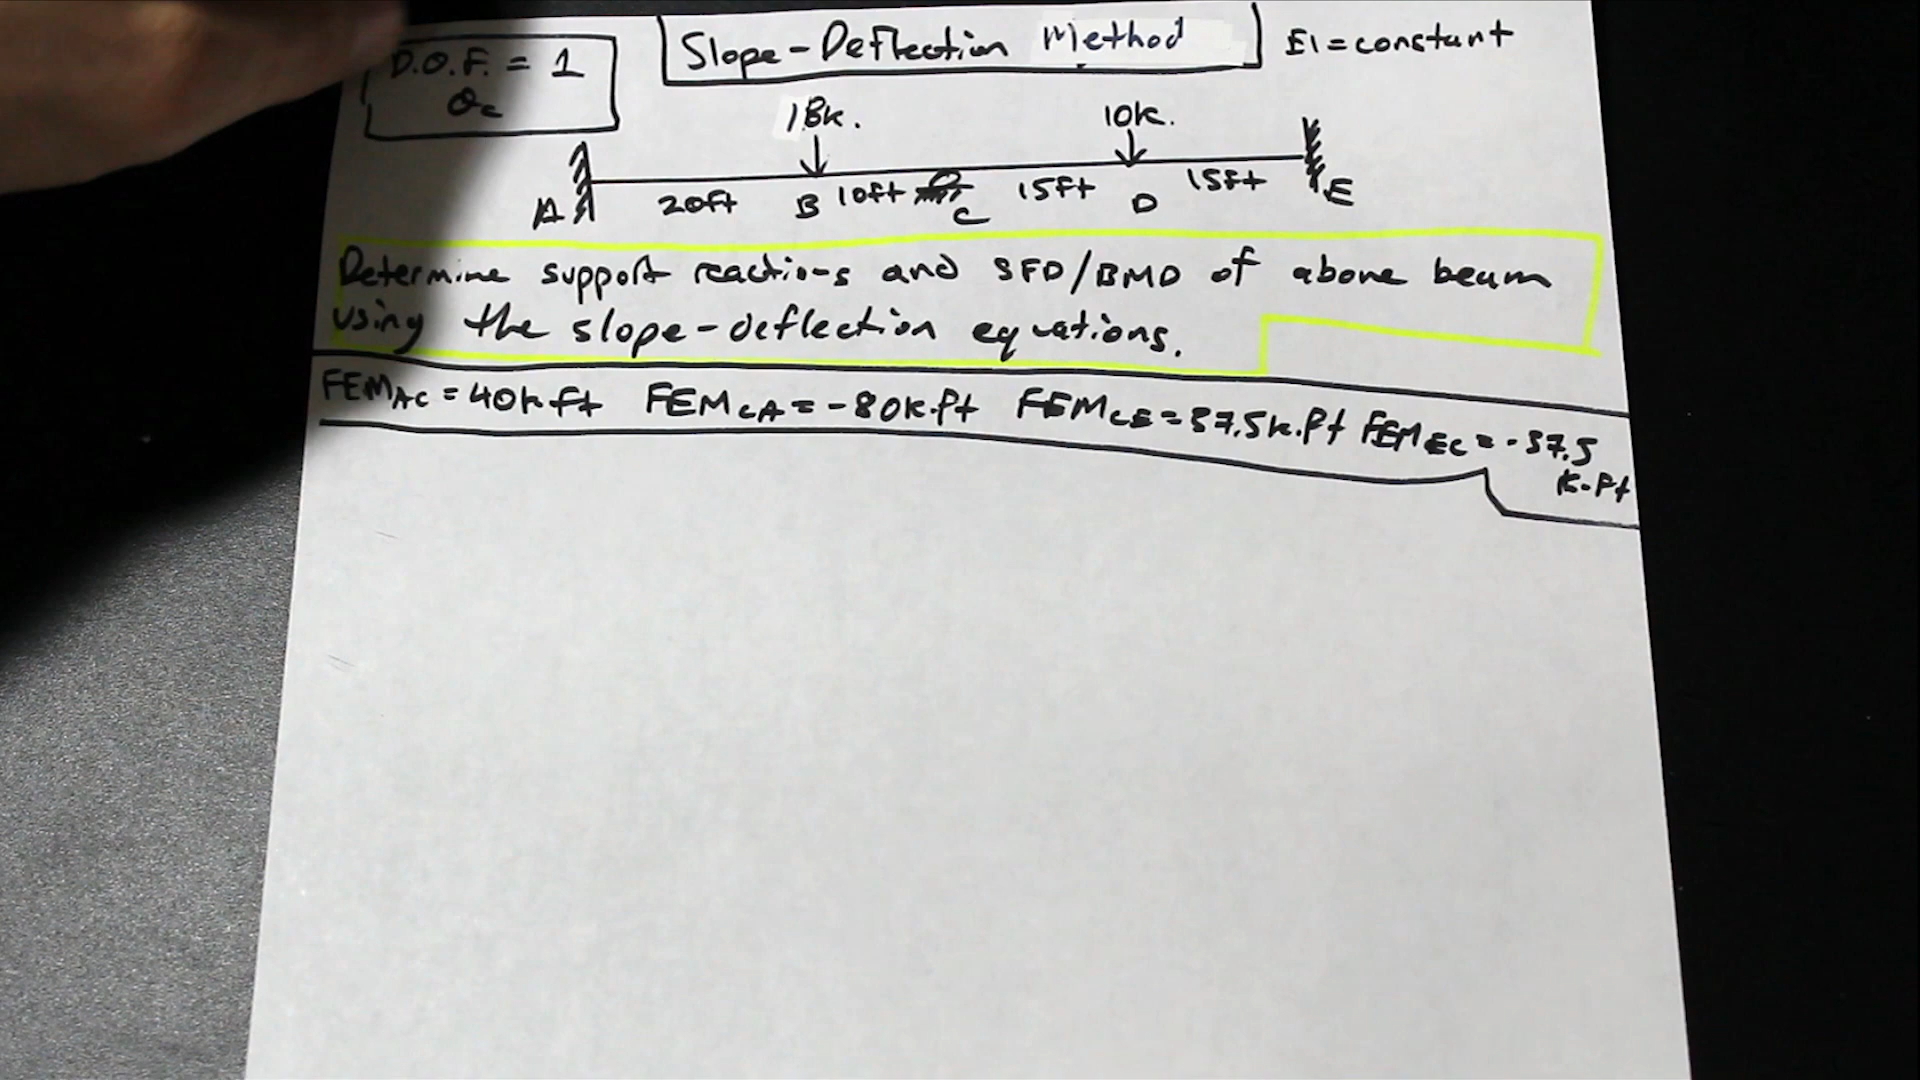 D.O.F. = 1
θc
Slope-Deflection Method
EI = constant
18k.
10k.
A
20ft
B
10ft
C
15ft
D
15ft
E
Determine support reactions and SFD/BMD of above beam
using the slope-deflection equations.
FEMAC = 40k.ft FEMCA = -80k.ft FEMCE = 37.5k.ft FEMEC = -37.5
k.ft